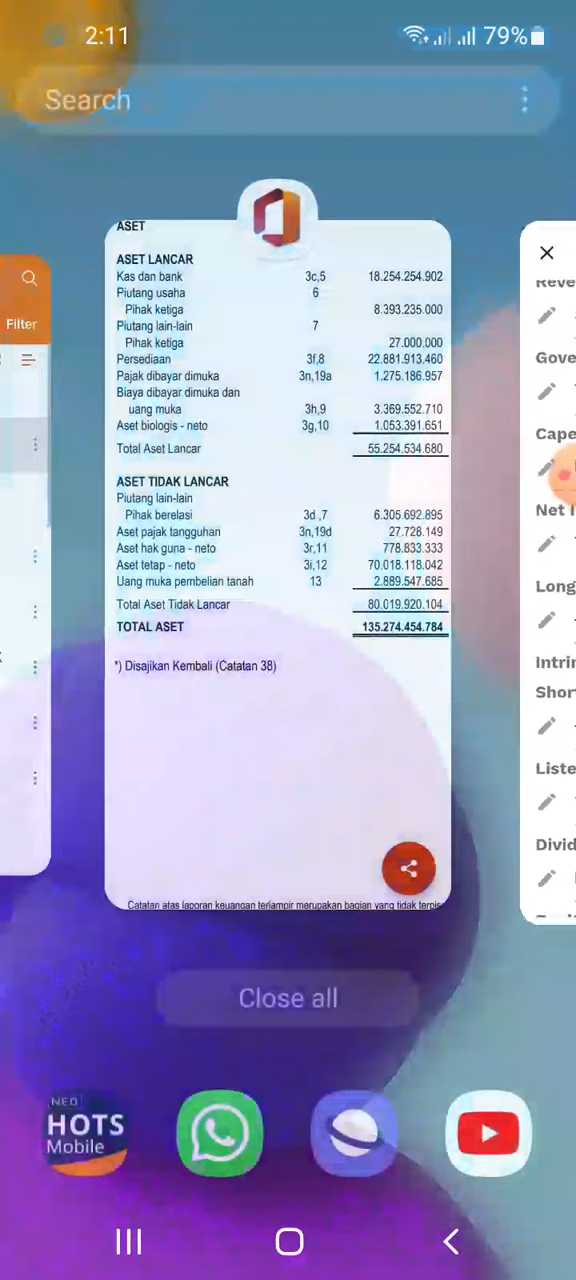 2:11
79%
Search
ASET
ASET LANCAR
Kas dan bank 3c,5 18.254.254.902
Piutang usaha 6
Pihak ketiga 8.393.235.000
Piutang lain-lain 7
Pihak ketiga 27.000.000
Persediaan 3f,8 22.881.913.460
Pajak dibayar dimuka 3n,19a 1.275.186.957
Biaya dibayar dimuka dan
uang muka 3h,9 3.369.552.710
Aset biologis - neto 3g,10 1.053.391.651
Total Aset Lancar 55.254.534.680
ASET TIDAK LANCAR
Piutang lain-lain
Pihak berelasi 3d ,7 6.305.692.895
Aset pajak tangguhan 3n,19d 27.728.149
Aset hak guna - neto 3r,11 778.833.333
Aset tetap - neto 3i,12 70.018.118.042
Uang muka pembelian tanah 13 2.889.547.685
Total Aset Tidak Lancar 80.019.920.104
TOTAL ASET 135.274.454.784
*) Disajikan Kembali (Catatan 38)
Catatan atas laporan keuangan terlampir merupakan bagian yang tidak terpis
Filter
Reve
Gove
Cape
Net I
Long
Intrin
Shor
Liste
Divid
Close all
NEO
HOTS
Mobile